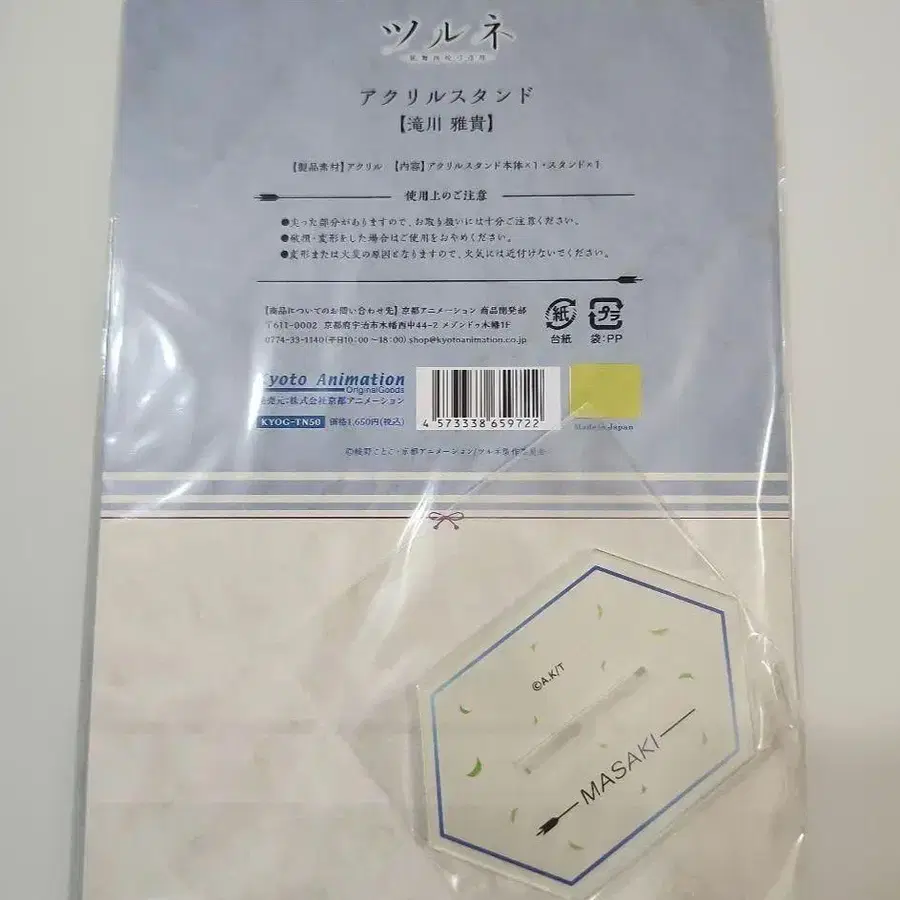 ツルネ
アクリルスタンド
【滝川 雅貴】
【製品素材】アクリル 【内容】アクリルスタンド本体×1・スタンド×1
使用上のご注意
●尖った部分がありますので、お取り扱いには十分ご注意ください。
●破損・変形をした場合はご使用をおやめください。
●変形または火災の原因となりますので、火気には近付けないでください。
【商品についてのお問い合わせ先】京都アニメーション 商品開発部
〒611-0002 京都府宇治市木幡西中44-2 メゾンドゥ木幡1F
0774-33-1140(平日10:00～18:00) shop@kyotoanimation.co.jp
紙
台紙
プラ
袋:PP
Kyoto Animation
OriginalGoods
発売元:株式会社京都アニメーション
KYOG-TN50 価格1,650円(税込)
4 573338 659722
Made in Japan
©綾野ことこ・京都アニメーション/ツルネ製作委員会
©A.K/T
MASAKI